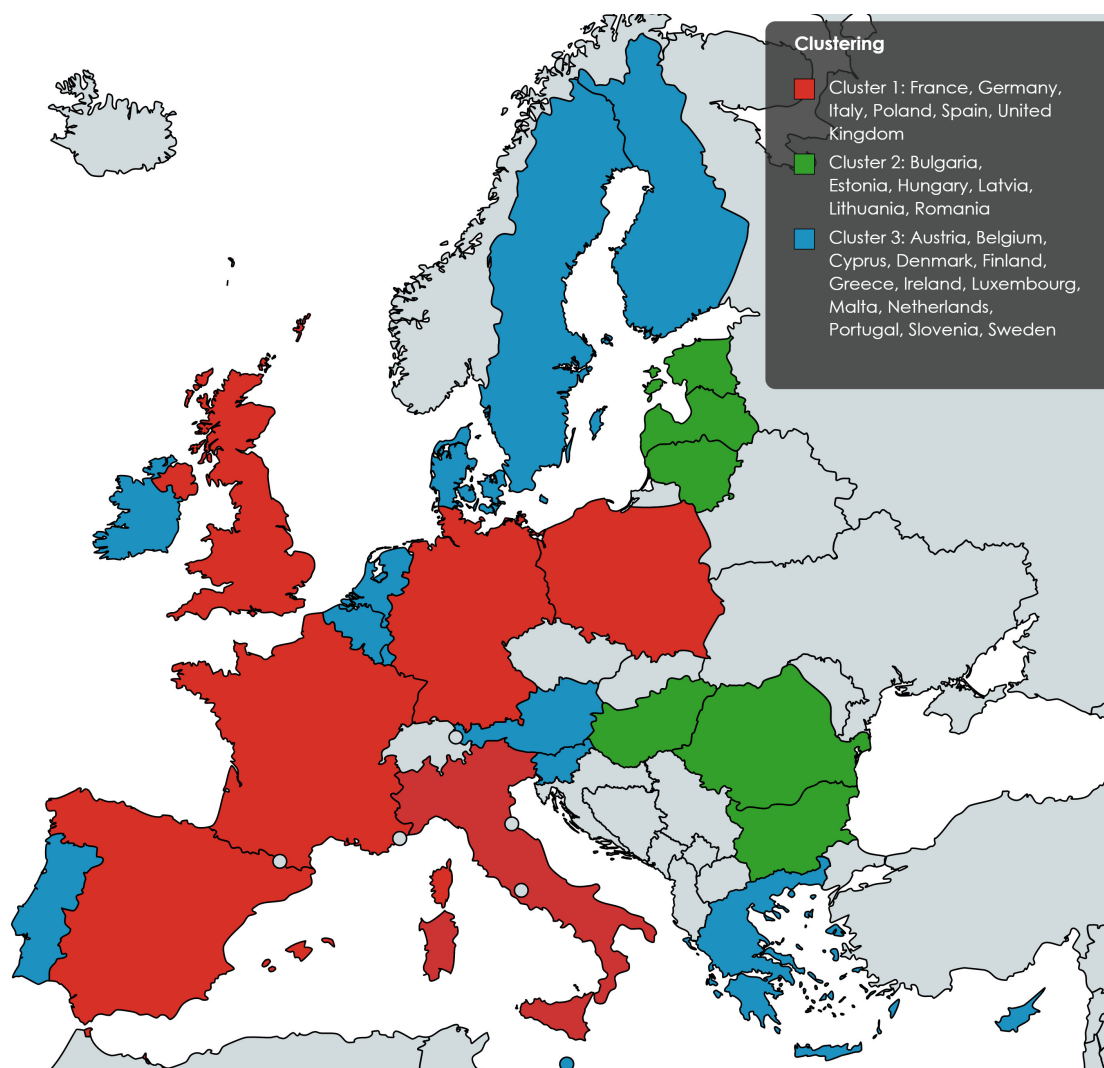 Clustering
Cluster 1: France, Germany,
Italy, Poland, Spain, United
Kingdom
Cluster 2: Bulgaria,
Estonia, Hungary, Latvia,
Lithuania, Romania
Cluster 3: Austria, Belgium,
Cyprus, Denmark, Finland,
Greece, Ireland, Luxembourg,
Malta, Netherlands,
Portugal, Slovenia, Sweden